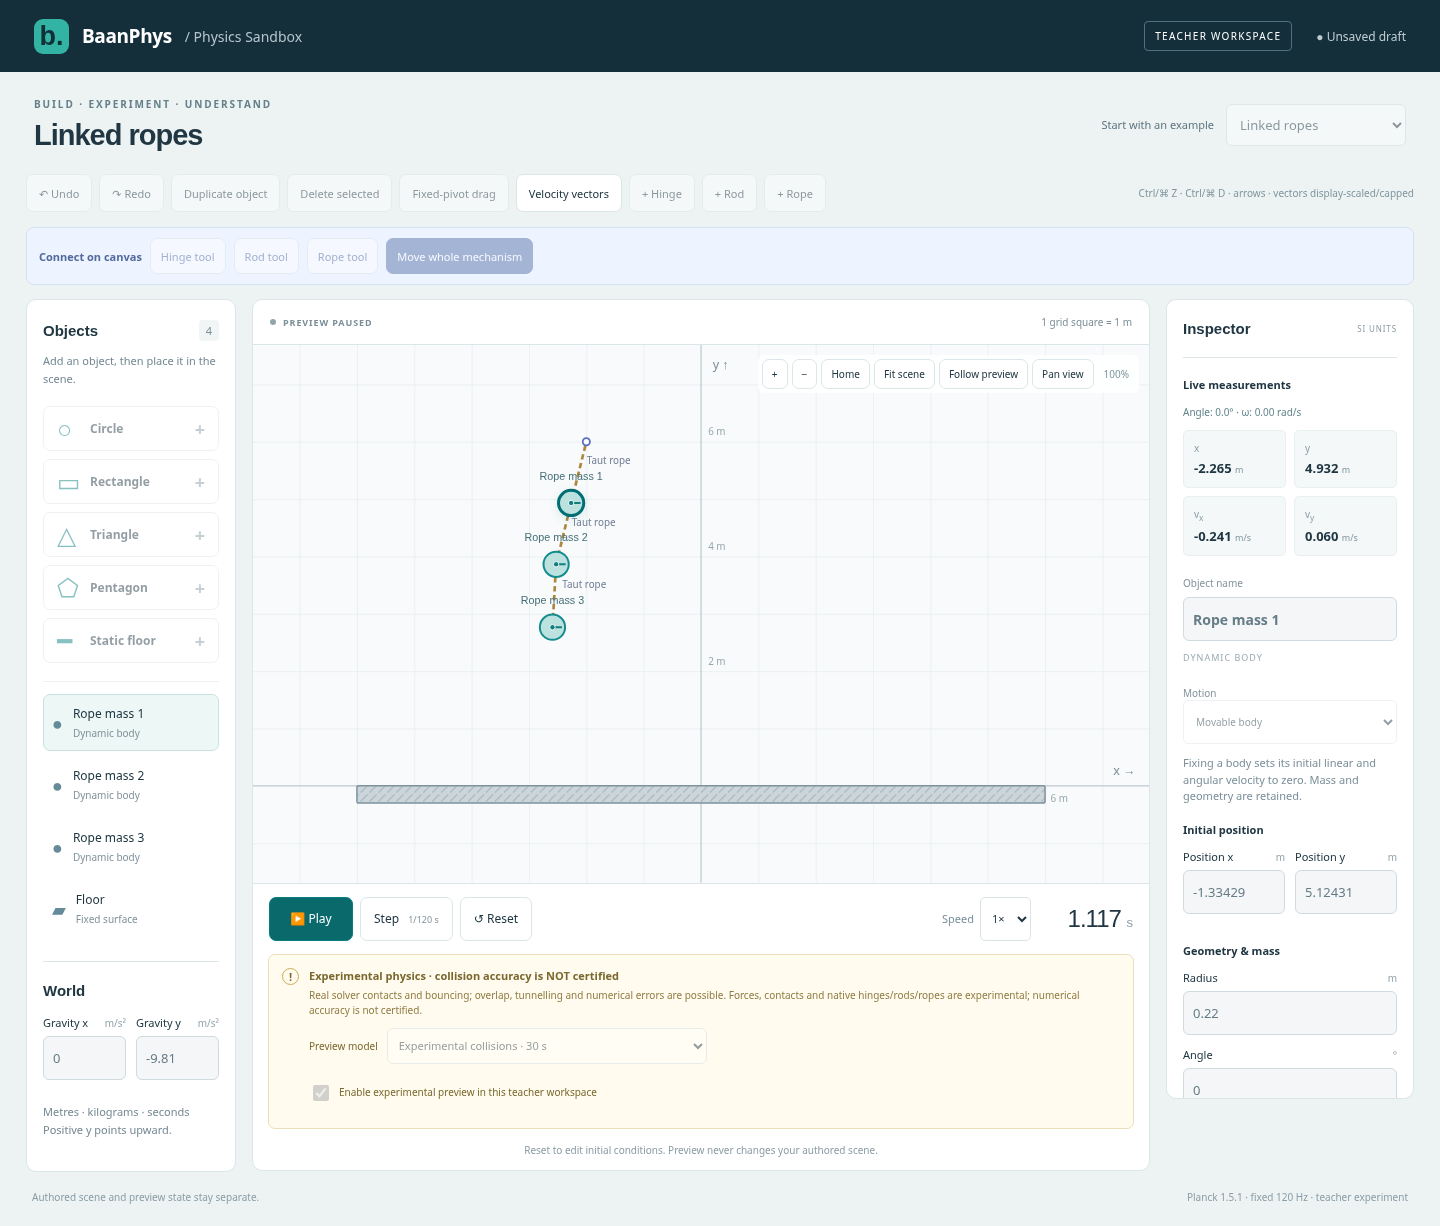 b. BaanPhys / Physics Sandbox
TEACHER WORKSPACE
● Unsaved draft
BUILD · EXPERIMENT · UNDERSTAND
Linked ropes
Start with an example
Linked ropes
↶ Undo
↷ Redo
Duplicate object
Delete selected
Fixed-pivot drag
Velocity vectors
+ Hinge
+ Rod
+ Rope
Ctrl/⌘ Z · Ctrl/⌘ D · arrows · vectors display-scaled/capped
Connect on canvas
Hinge tool
Rod tool
Rope tool
Move whole mechanism
Objects
4
Add an object, then place it in the
scene.
Circle +
Rectangle +
Triangle +
Pentagon +
Static floor +
Rope mass 1
Dynamic body
Rope mass 2
Dynamic body
Rope mass 3
Dynamic body
Floor
Fixed surface
World
Gravity x m/s²
Gravity y m/s²
0
-9.81
Metres · kilograms · seconds
Positive y points upward.
PREVIEW PAUSED
1 grid square = 1 m
y ↑
+
−
Home
Fit scene
Follow preview
Pan view
100%
6 m
Taut rope
Rope mass 1
Taut rope
Rope mass 2
4 m
Taut rope
Rope mass 3
2 m
x →
6 m
▶ Play
Step 1/120 s
↺ Reset
Speed
1×
1.117 s
! Experimental physics · collision accuracy is NOT certified
Real solver contacts and bouncing; overlap, tunnelling and numerical errors are possible. Forces, contacts and native hinges/rods/ropes are experimental; numerical
accuracy is not certified.
Preview model
Experimental collisions · 30 s
Enable experimental preview in this teacher workspace
Reset to edit initial conditions. Preview never changes your authored scene.
Inspector
SI UNITS
Live measurements
Angle: 0.0° · ω: 0.00 rad/s
x
-2.265 m
y
4.932 m
vx
-0.241 m/s
vy
0.060 m/s
Object name
Rope mass 1
DYNAMIC BODY
Motion
Movable body
Fixing a body sets its initial linear and
angular velocity to zero. Mass and
geometry are retained.
Initial position
Position x m
Position y m
-1.33429
5.12431
Geometry & mass
Radius m
0.22
Angle °
0
Authored scene and preview state stay separate.
Planck 1.5.1 · fixed 120 Hz · teacher experiment